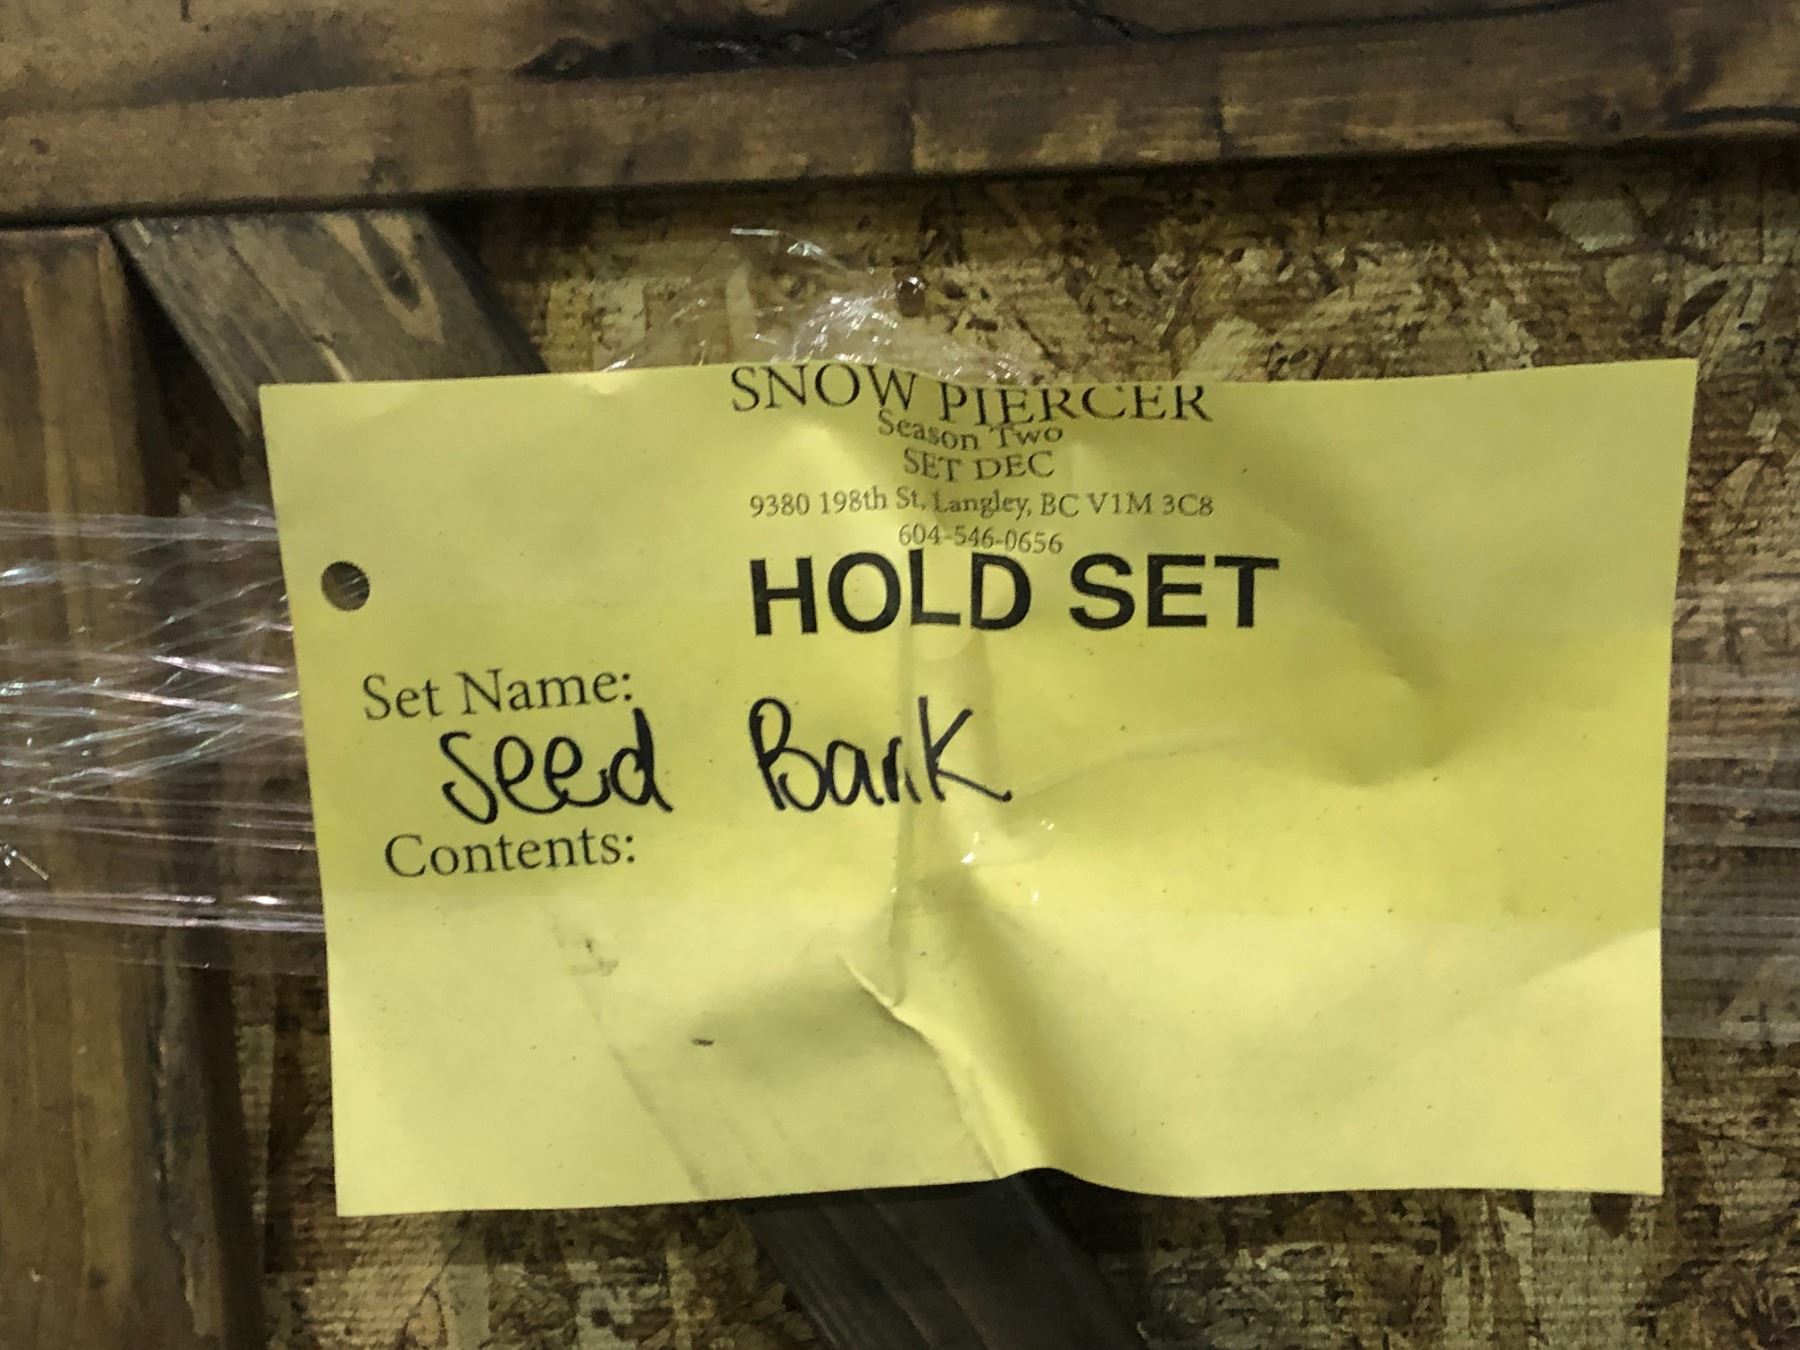 SNOW PIERCER
Season Two
SET DEC
9380 198th St, Langley, BC V1M 3C8
604-546-0656
HOLD SET
Set Name:
Seed Bank
Contents: